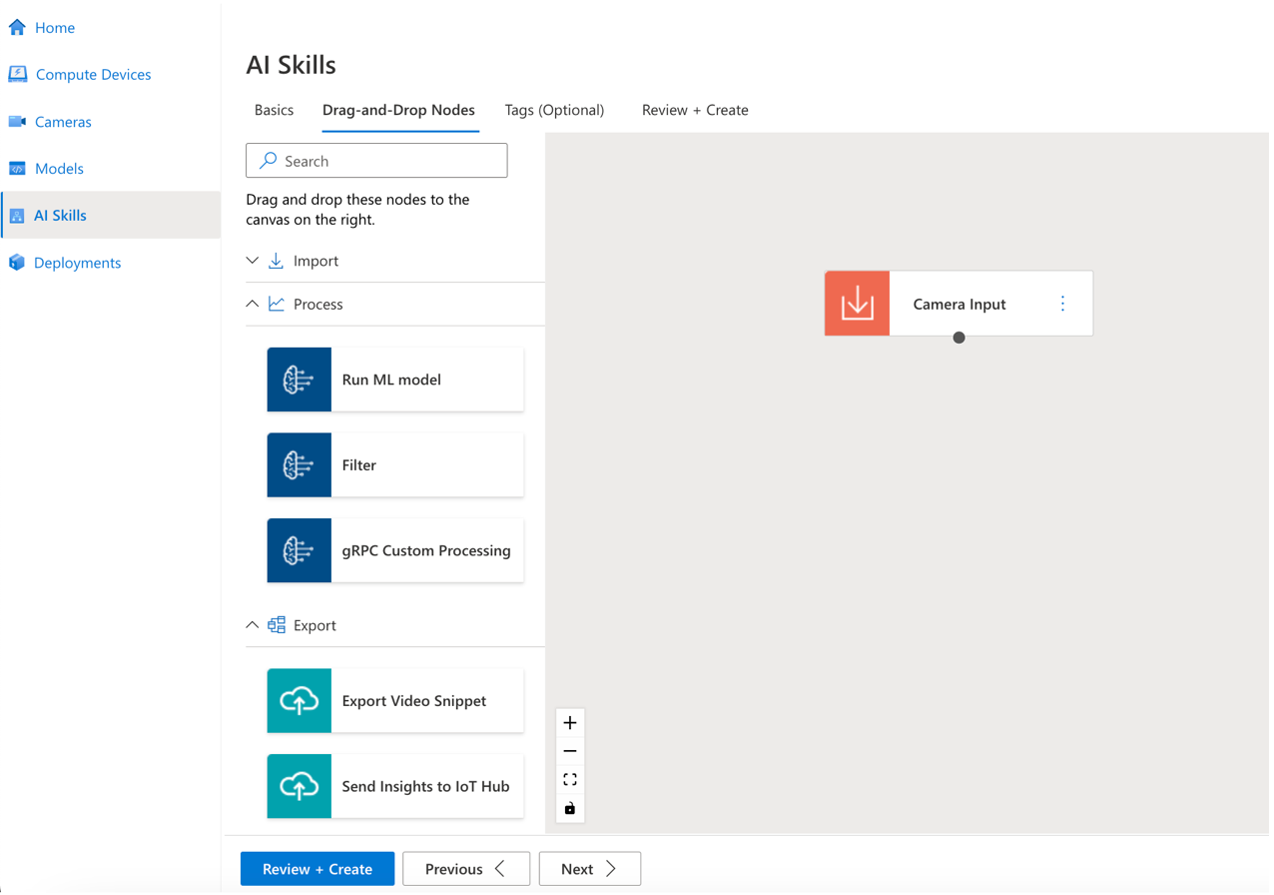 Home
Compute Devices
Cameras
Models
AI Skills
Deployments
AI Skills
Basics
Drag-and-Drop Nodes
Tags (Optional)
Review + Create
Search
Drag and drop these nodes to the
canvas on the right.
Import
Process
Run ML model
Filter
gRPC Custom Processing
Export
Export Video Snippet
Send Insights to IoT Hub
Camera Input
Review + Create
Previous
Next